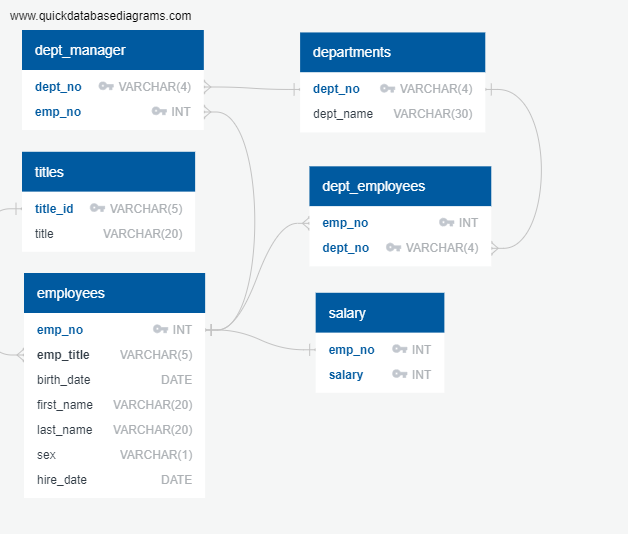 www.quickdatabasediagrams.com
dept_manager
dept_no VARCHAR(4)
emp_no INT
departments
dept_no VARCHAR(4)
dept_name VARCHAR(30)
titles
title_id VARCHAR(5)
title VARCHAR(20)
dept_employees
emp_no INT
dept_no VARCHAR(4)
employees
emp_no INT
emp_title VARCHAR(5)
birth_date DATE
first_name VARCHAR(20)
last_name VARCHAR(20)
sex VARCHAR(1)
hire_date DATE
salary
emp_no INT
salary INT